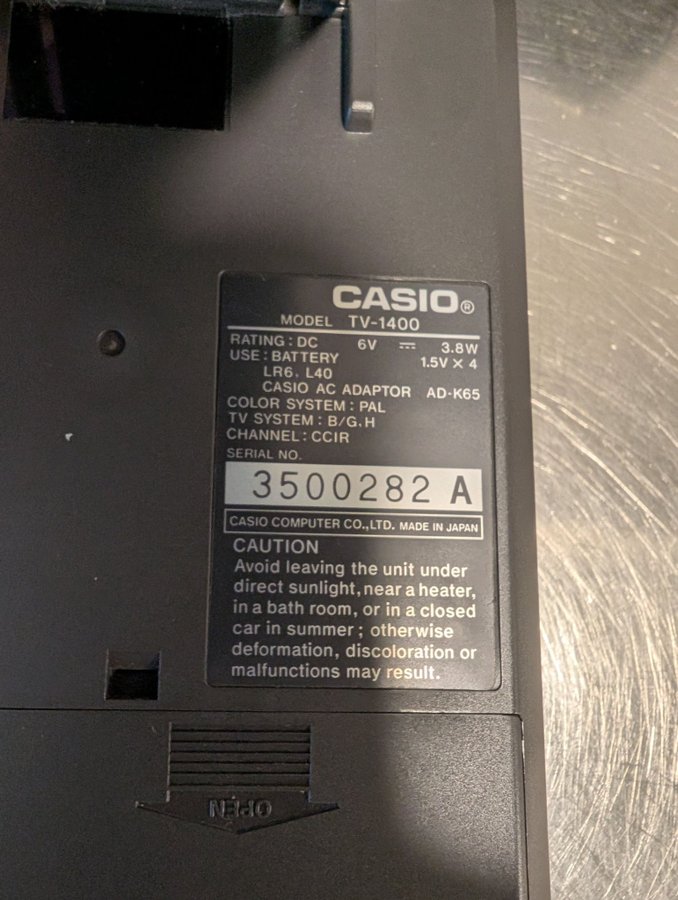 CASIO®
MODEL TV-1400
RATING : DC 6V ⎓ 3.8W
USE : BATTERY 1.5V × 4
LR6. L40
CASIO AC ADAPTOR AD-K65
COLOR SYSTEM : PAL
TV SYSTEM : B/G.H
CHANNEL : CCIR
SERIAL NO.
3500282 A
CASIO COMPUTER CO.,LTD. MADE IN JAPAN
CAUTION
Avoid leaving the unit under
direct sunlight, near a heater,
in a bath room, or in a closed
car in summer ; otherwise
deformation, discoloration or
malfunctions may result.
OPEN